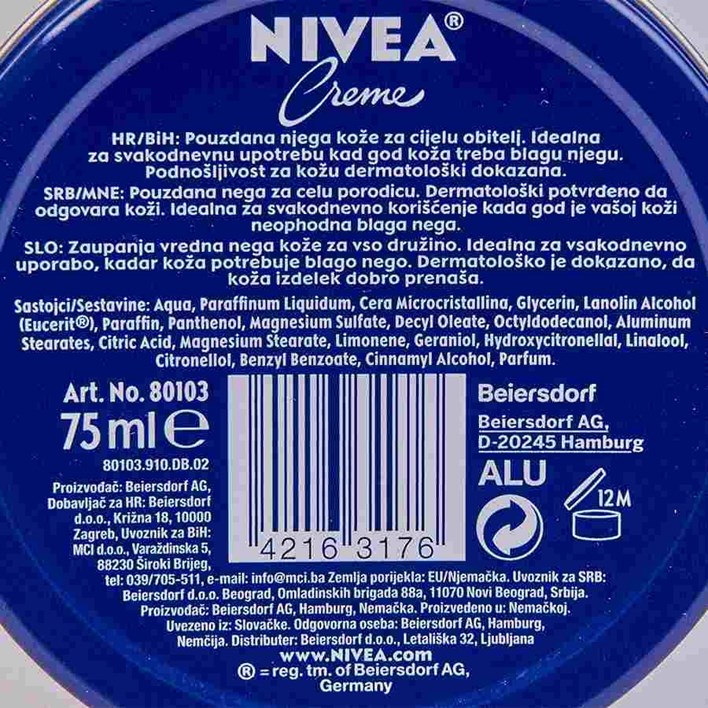 NIVEA®
Creme
HR/BiH: Pouzdana njega kože za cijelu obitelj. Idealna
za svakodnevnu upotrebu kad god koža treba blagu njegu.
Podnošljivost za kožu dermatološki dokazana.
SRB/MNE: Pouzdana nega za celu porodicu. Dermatološki potvrđeno da
odgovara koži. Idealna za svakodnevno korišćenje kada god je vašoj koži
neophodna blaga nega.
SLO: Zaupanja vredna nega kože za vso družino. Idealna za vsakodnevno
uporabo, kadar koža potrebuje blago nego. Dermatološko je dokazano, da
koža izdelek dobro prenaša.
Sastojci/Sestavine: Aqua, Paraffinum Liquidum, Cera Microcristallina, Glycerin, Lanolin Alcohol
(Eucerit®), Paraffin, Panthenol, Magnesium Sulfate, Decyl Oleate, Octyldodecanol, Aluminum
Stearates, Citric Acid, Magnesium Stearate, Limonene, Geraniol, Hydroxycitronellal, Linalool,
Citronellol, Benzyl Benzoate, Cinnamyl Alcohol, Parfum.
Art. No. 80103
75 ml e
80103.910.DB.02
Proizvođač: Beiersdorf AG,
Dobavljač za HR: Beiersdorf
d.o.o., Križna 18, 10000
Zagreb, Uvoznik za BiH:
MCI d.o.o., Varaždinska 5,
88230 Široki Brijeg,
4216 3176
Beiersdorf
Beiersdorf AG,
D-20245 Hamburg
ALU
12M
tel: 039/705-511, e-mail: info@mci.ba Zemlja porijekla: EU/Njemačka. Uvoznik za SRB:
Beiersdorf d.o.o. Beograd, Omladinskih brigada 88a, 11070 Novi Beograd, Srbija.
Proizvođač: Beiersdorf AG, Hamburg, Nemačka. Proizvedeno u: Nemačkoj.
Uvezeno iz: Slovačke. Odgovorna oseba: Beiersdorf AG, Hamburg,
Nemčija. Distributer: Beiersdorf d.o.o., Letališka 32, Ljubljana
www.NIVEA.com
® = reg. tm. of Beiersdorf AG,
Germany